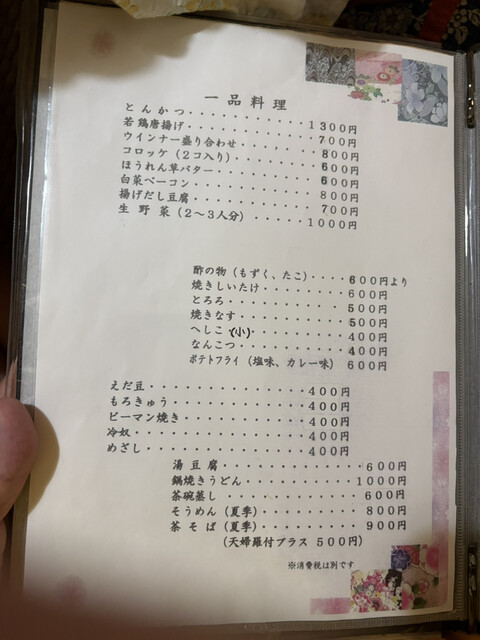 一品料理
とんかつ・・・・・・・・・・・・1300円
若鶏唐揚げ・・・・・・・・・・・・700円
ウインナー盛り合わせ・・・・・・・800円
コロッケ（2コ入り）・・・・・・・600円
ほうれん草バター・・・・・・・・・600円
白菜ベーコン・・・・・・・・・・・800円
揚げだし豆腐・・・・・・・・・・・700円
生野菜（2～3人分）・・・・・1000円
酢の物（もずく、たこ）・・・・600円より
焼きしいたけ・・・・・・・・・600円
とろろ・・・・・・・・・・・・500円
焼きなす・・・・・・・・・・・500円
へしこ(小)・・・・・・・・・・400円
なんこつ・・・・・・・・・・・400円
ポテトフライ（塩味、カレー味）600円
えだ豆・・・・・・・・・・・・・400円
もろきゅう・・・・・・・・・・・400円
ピーマン焼き・・・・・・・・・・400円
冷奴・・・・・・・・・・・・・・400円
めざし・・・・・・・・・・・・・400円
湯豆腐・・・・・・・・・・・・600円
鍋焼きうどん・・・・・・・・・1000円
茶碗蒸し・・・・・・・・・・・600円
そうめん（夏季）・・・・・・・800円
茶そば（夏季）・・・・・・・・900円
（天婦羅付プラス 500円）
※消費税は別です